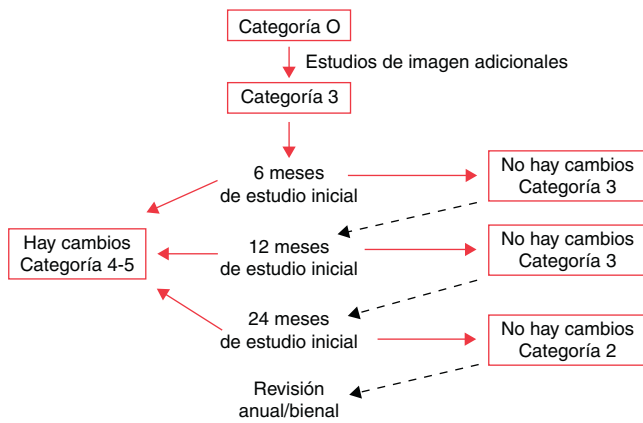 Categoría O
Estudios de imagen adicionales
Categoría 3
6 meses
de estudio inicial
No hay cambios
Categoría 3
Hay cambios
Categoría 4-5
12 meses
de estudio inicial
No hay cambios
Categoría 3
24 meses
de estudio inicial
No hay cambios
Categoría 2
Revisión
anual/bienal